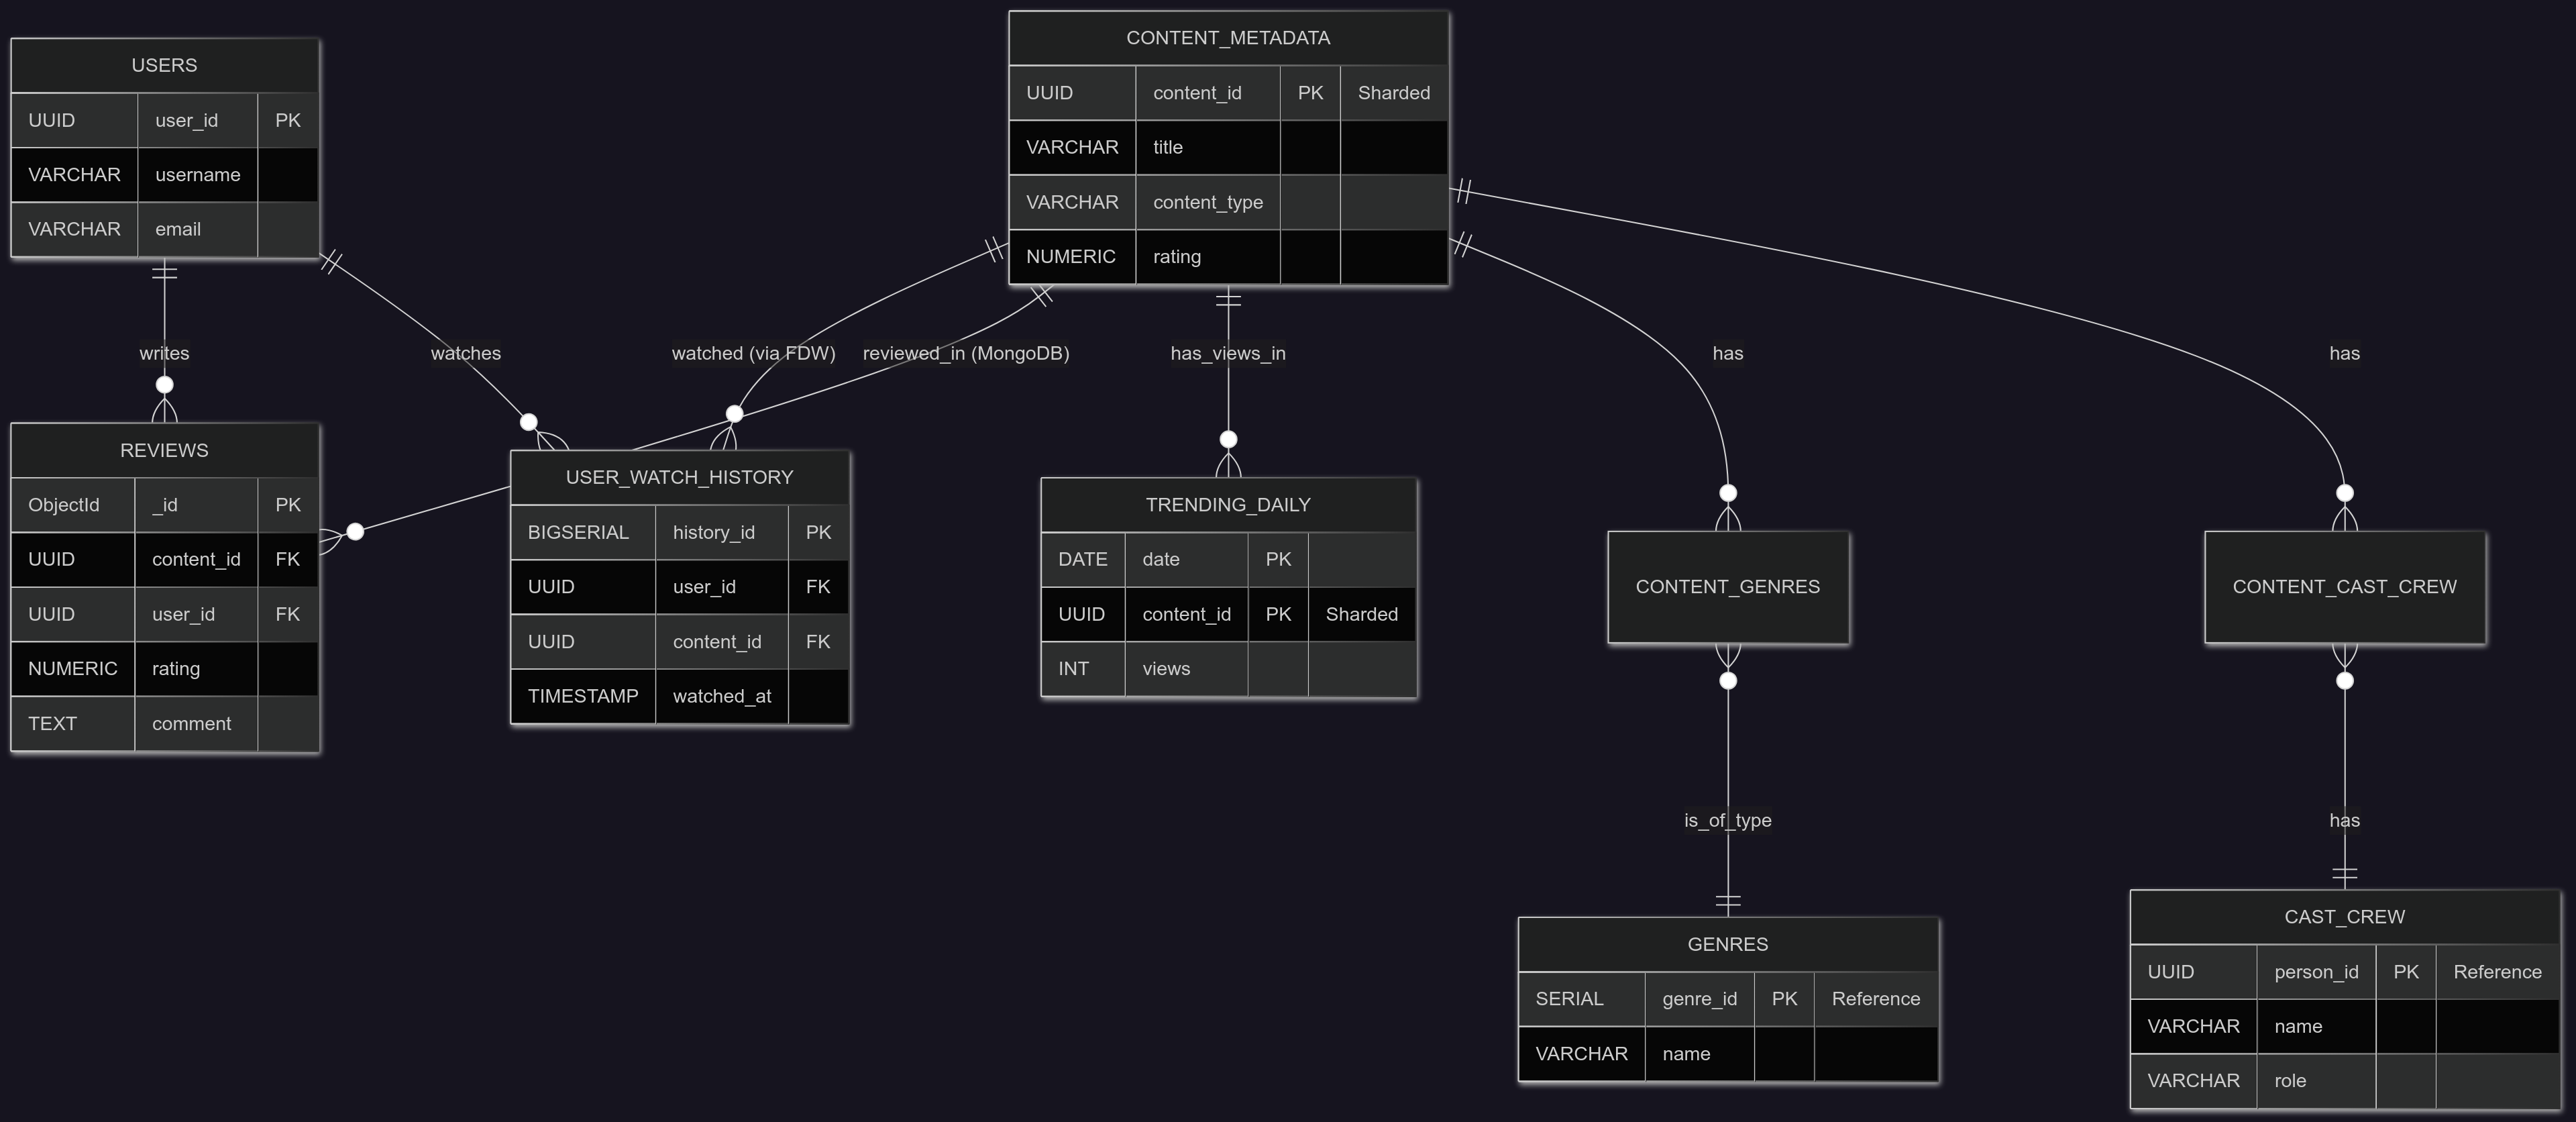 USERS
UUID user_id PK
VARCHAR username
VARCHAR email
CONTENT_METADATA
UUID content_id PK Sharded
VARCHAR title
VARCHAR content_type
NUMERIC rating
writes
watches
watched (via FDW)
reviewed_in (MongoDB)
has_views_in
has
has
REVIEWS
ObjectId _id PK
UUID content_id FK
UUID user_id FK
NUMERIC rating
TEXT comment
USER_WATCH_HISTORY
BIGSERIAL history_id PK
UUID user_id FK
UUID content_id FK
TIMESTAMP watched_at
TRENDING_DAILY
DATE date PK
UUID content_id PK Sharded
INT views
CONTENT_GENRES
CONTENT_CAST_CREW
is_of_type
has
GENRES
SERIAL genre_id PK Reference
VARCHAR name
CAST_CREW
UUID person_id PK Reference
VARCHAR name
VARCHAR role